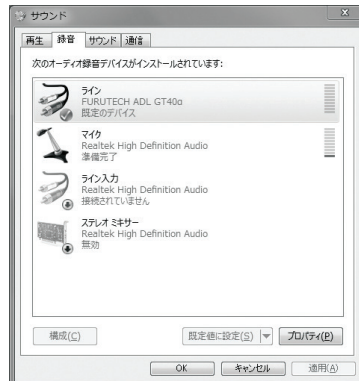 サウンド
再生 録音 サウンド 通信
次のオーディオ録音デバイスがインストールされています:
ライン
FURUTECH ADL GT40α
既定のデバイス
マイク
Realtek High Definition Audio
準備完了
ライン入力
Realtek High Definition Audio
接続されていません
ステレオ ミキサー
Realtek High Definition Audio
無効
構成(C) 既定値に設定(S) プロパティ(P)
OK キャンセル 適用(A)